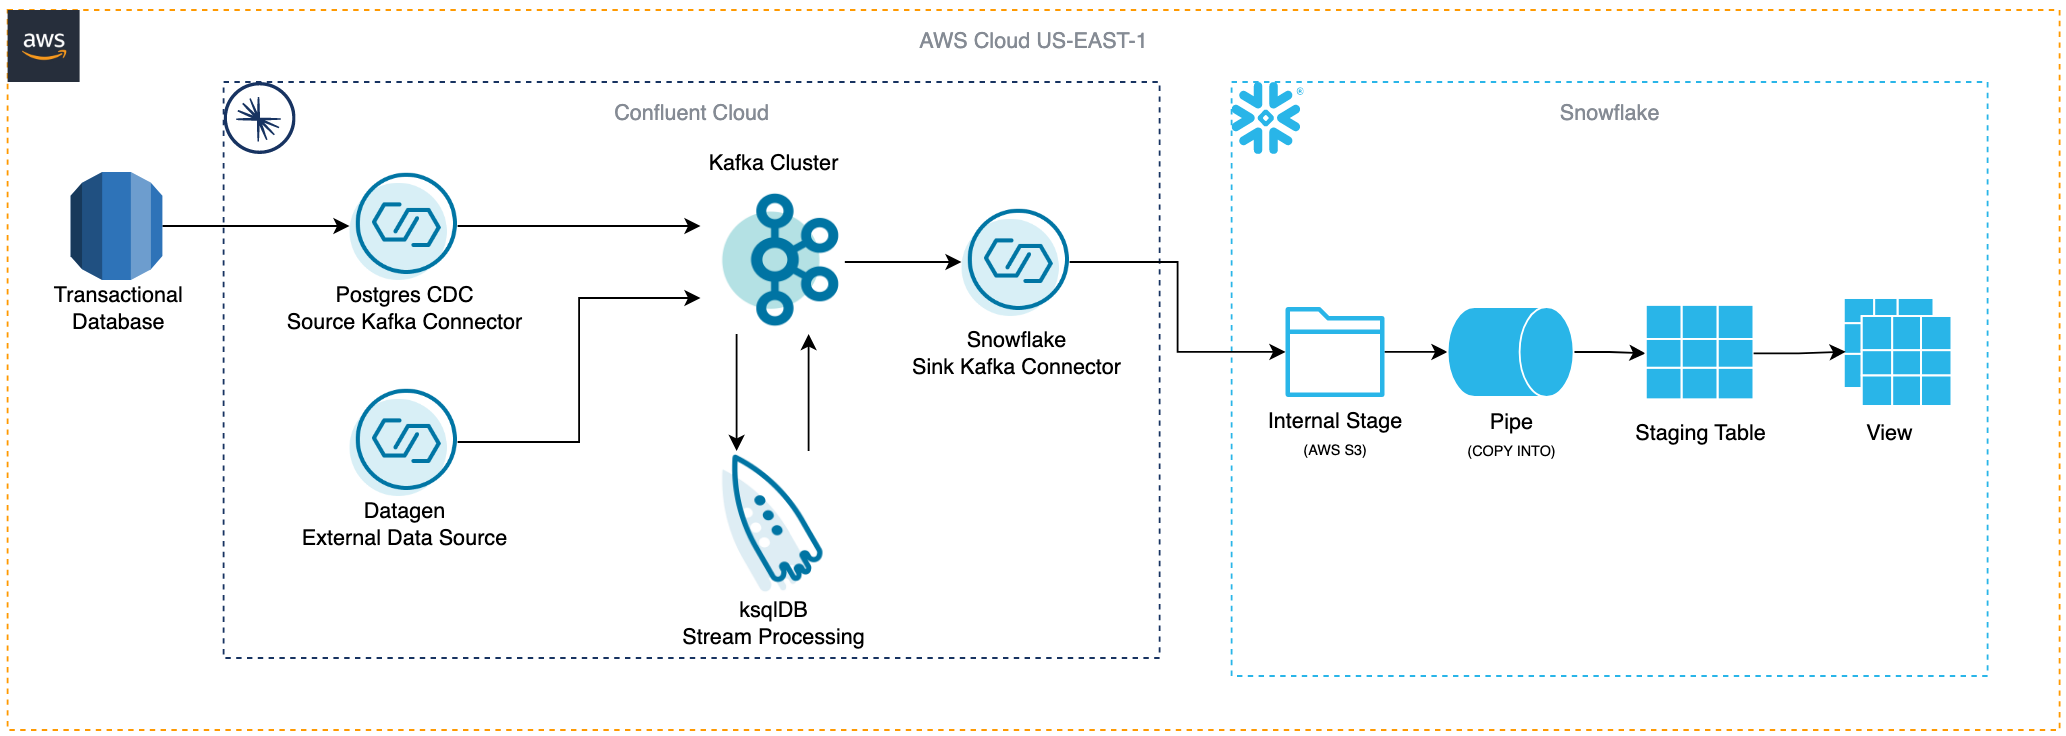 aws
AWS Cloud US-EAST-1
Confluent Cloud
®
Snowflake
Kafka Cluster
Transactional
Database
Postgres CDC
Source Kafka Connector
Snowflake
Sink Kafka Connector
Internal Stage
(AWS S3)
Pipe
(COPY INTO)
Staging Table
View
Datagen
External Data Source
ksqlDB
Stream Processing